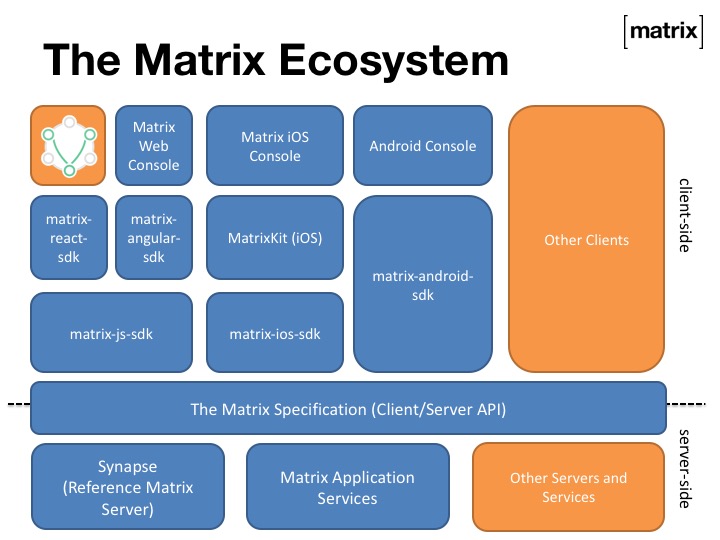 [matrix]
The Matrix Ecosystem
Matrix
Web
Console
Matrix iOS
Console
Android Console
Other Clients
client-side
matrix-
react-
sdk
matrix-
angular-
sdk
MatrixKit (iOS)
matrix-android-
sdk
matrix-js-sdk
matrix-ios-sdk
The Matrix Specification (Client/Server API)
server-side
Synapse
(Reference Matrix
Server)
Matrix Application
Services
Other Servers and
Services